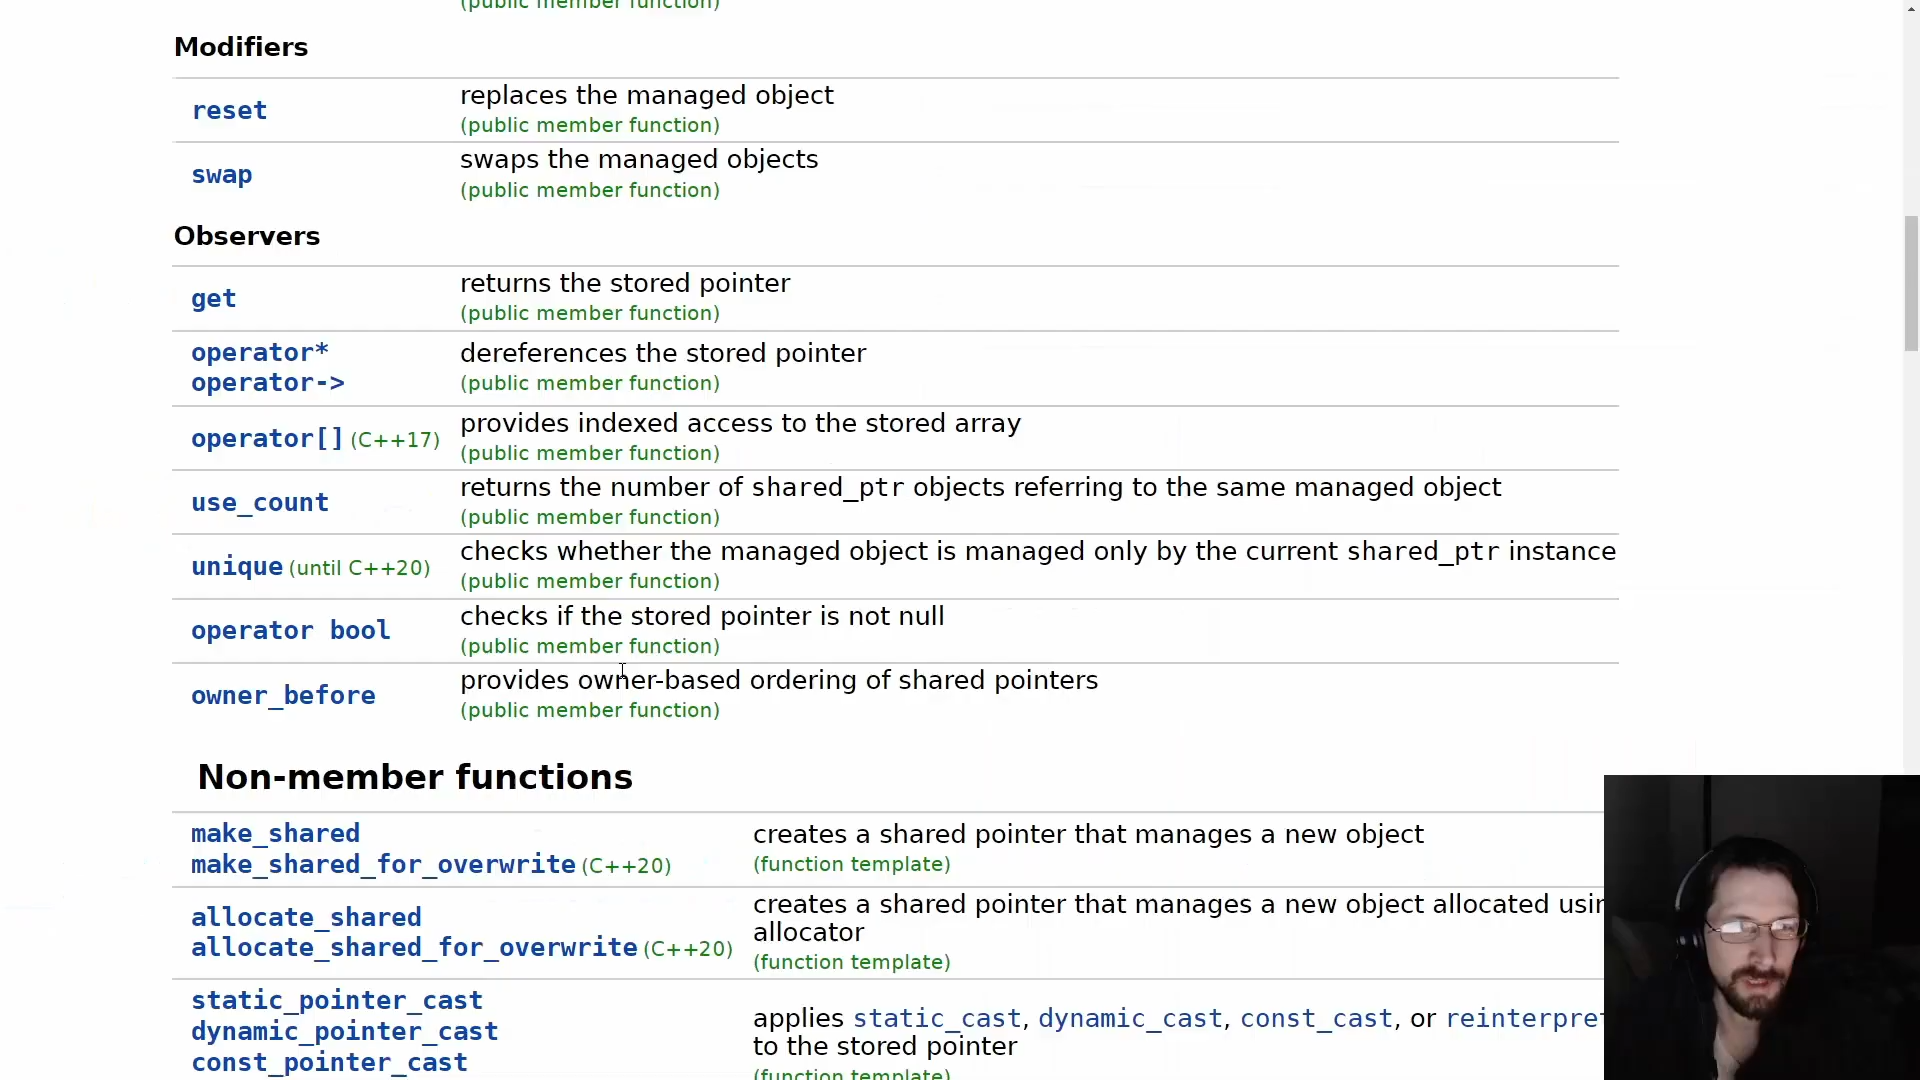 (public member function)
Modifiers
reset
replaces the managed object
(public member function)
swap
swaps the managed objects
(public member function)
Observers
get
returns the stored pointer
(public member function)
operator*
operator->
dereferences the stored pointer
(public member function)
operator[] (C++17)
provides indexed access to the stored array
(public member function)
use_count
returns the number of shared_ptr objects referring to the same managed object
(public member function)
unique (until C++20)
checks whether the managed object is managed only by the current shared_ptr instance
(public member function)
operator bool
checks if the stored pointer is not null
(public member function)
owner_before
provides owner-based ordering of shared pointers
(public member function)
Non-member functions
make_shared
make_shared_for_overwrite (C++20)
creates a shared pointer that manages a new object
(function template)
allocate_shared
allocate_shared_for_overwrite (C++20)
creates a shared pointer that manages a new object allocated
allocator
(function template)
static_pointer_cast
dynamic_pointer_cast
const_pointer_cast
applies static_cast, dynamic_cast, const_cast, or
to the stored pointer
(function template)